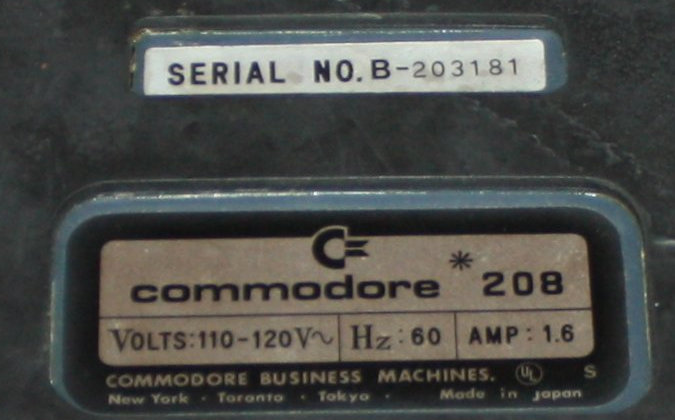 SERIAL NO. B-203181
commodore * 208
VOLTS:110-120V~ Hz:60 AMP:1.6
COMMODORE BUSINESS MACHINES. UL S
New York · Toronto · Tokyo · Made in japan